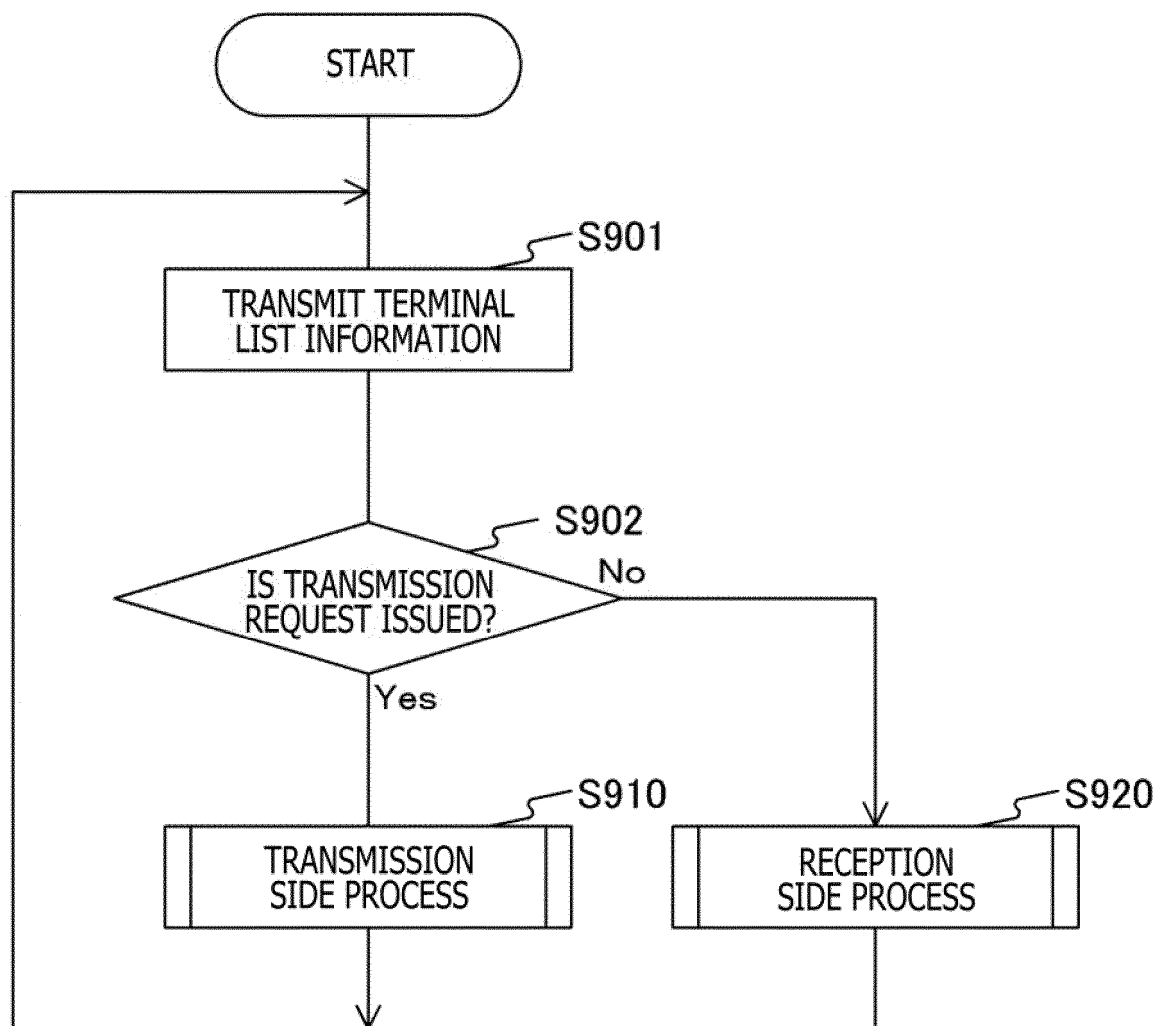 START
S901
TRANSMIT TERMINAL
LIST INFORMATION
S902
IS TRANSMISSION
REQUEST ISSUED?
No
Yes
S910
TRANSMISSION
SIDE PROCESS
S920
RECEPTION
SIDE PROCESS